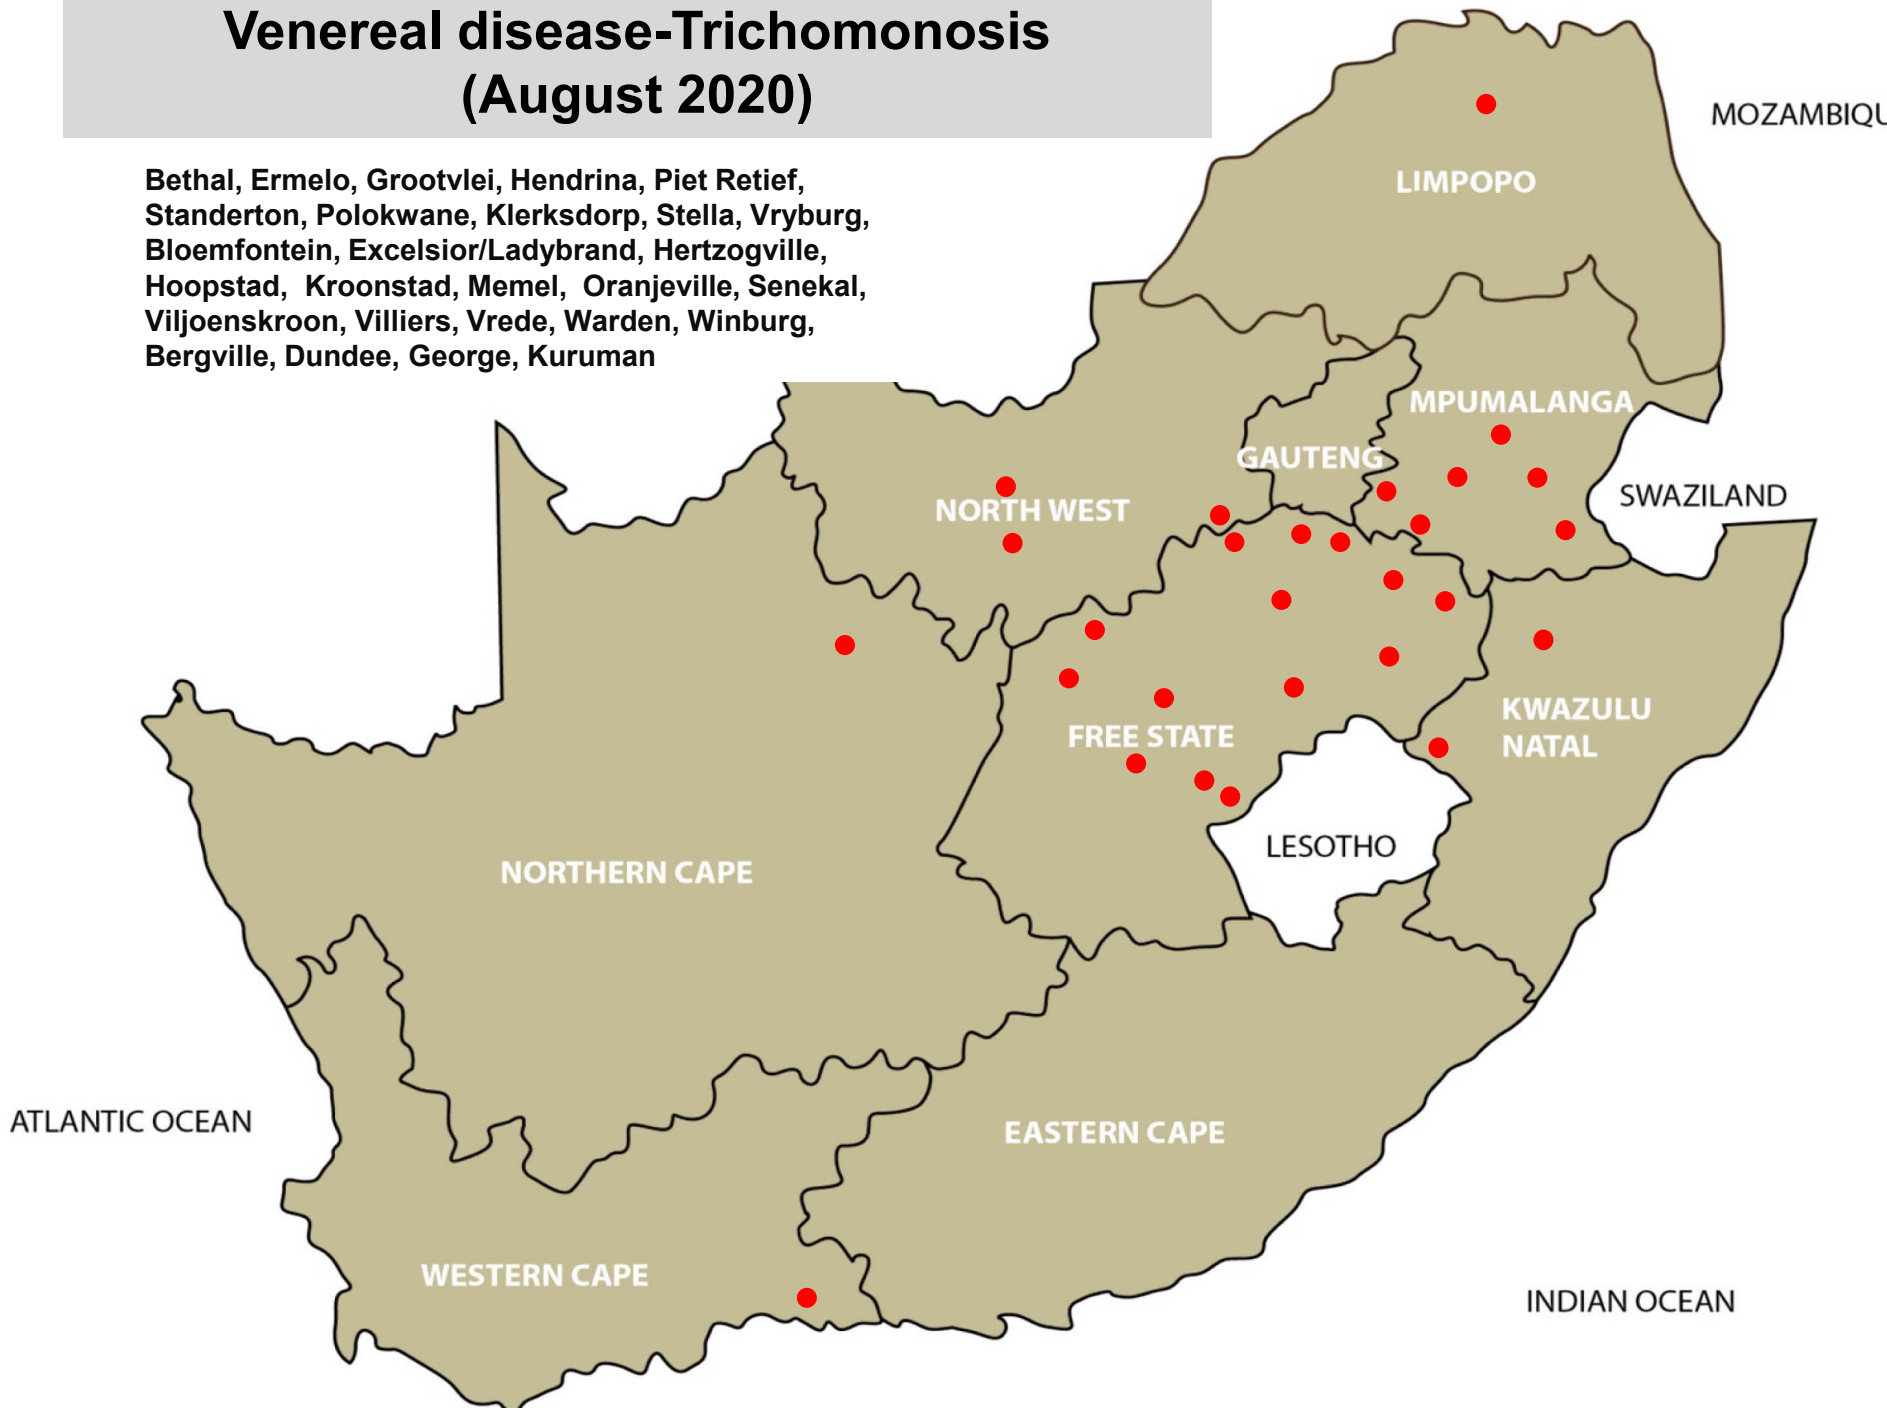 Venereal disease-Trichomonosis
(August 2020)
Bethal, Ermelo, Grootvlei, Hendrina, Piet Retief,
Standerton, Polokwane, Klerksdorp, Stella, Vryburg,
Bloemfontein, Excelsior/Ladybrand, Hertzogville,
Hoopstad, Kroonstad, Memel, Oranjeville, Senekal,
Viljoenskroon, Villiers, Vrede, Warden, Winburg,
Bergville, Dundee, George, Kuruman
MOZAMBIQU
LIMPOPO
MPUMALANGA
GAUTENG
SWAZILAND
NORTH WEST
KWAZULU
NATAL
FREE STATE
LESOTHO
NORTHERN CAPE
ATLANTIC OCEAN
EASTERN CAPE
WESTERN CAPE
INDIAN OCEAN